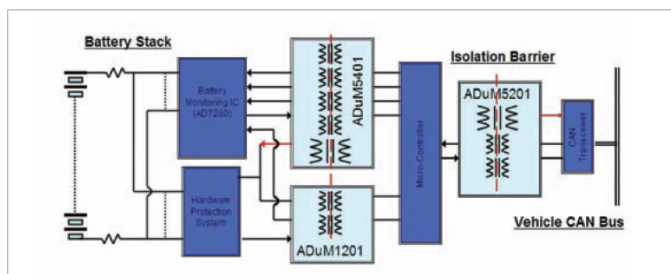 Battery Stack
Isolation Barrier
Battery
Monitoring IC
(AD7280)
ADuM5401
Micro-Controller
ADuM5201
CAN
Transceiver
Hardware
Protection
System
ADuM1201
Vehicle CAN Bus